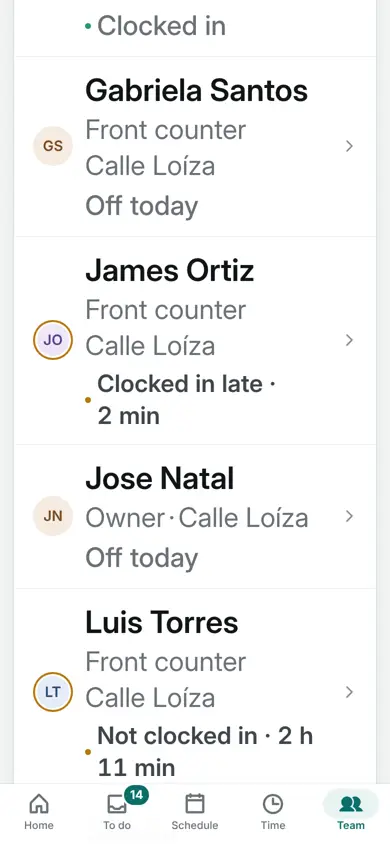 Clocked in
Gabriela Santos
GS
Front counter
Calle Loíza
Off today
James Ortiz
JO
Front counter
Calle Loíza
Clocked in late ·
2 min
Jose Natal
JN
Owner · Calle Loíza
Off today
Luis Torres
LT
Front counter
Calle Loíza
Not clocked in · 2 h
11 min
14
Home
To do
Schedule
Time
Team